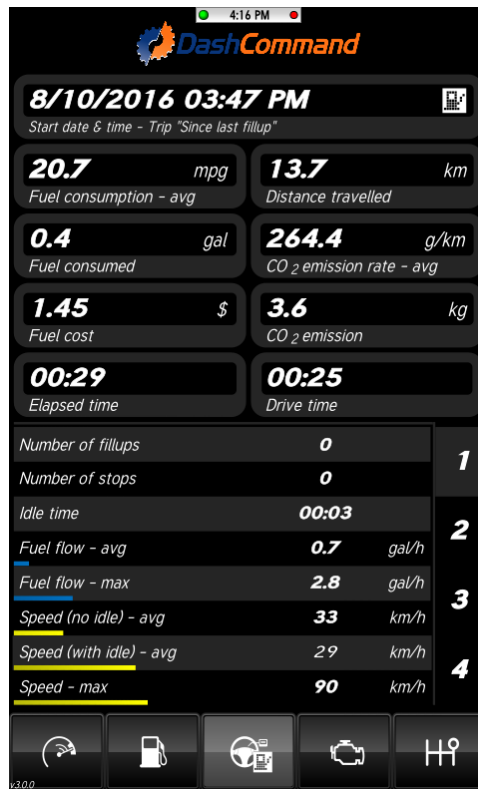 4:16 PM
DashCommand
8/10/2016 03:47 PM
Start date & time - Trip "Since last fillup"
20.7 mpg
Fuel consumption - avg
13.7 km
Distance travelled
0.4 gal
Fuel consumed
264.4 g/km
CO2 emission rate - avg
1.45 $
Fuel cost
3.6 kg
CO2 emission
00:29
Elapsed time
00:25
Drive time
Number of fillups 0
Number of stops 0
1
Idle time 00:03
Fuel flow - avg 0.7 gal/h
2
Fuel flow - max 2.8 gal/h
Speed (no idle) - avg 33 km/h
3
Speed (with idle) - avg 29 km/h
Speed - max 90 km/h
4
v3.0.0